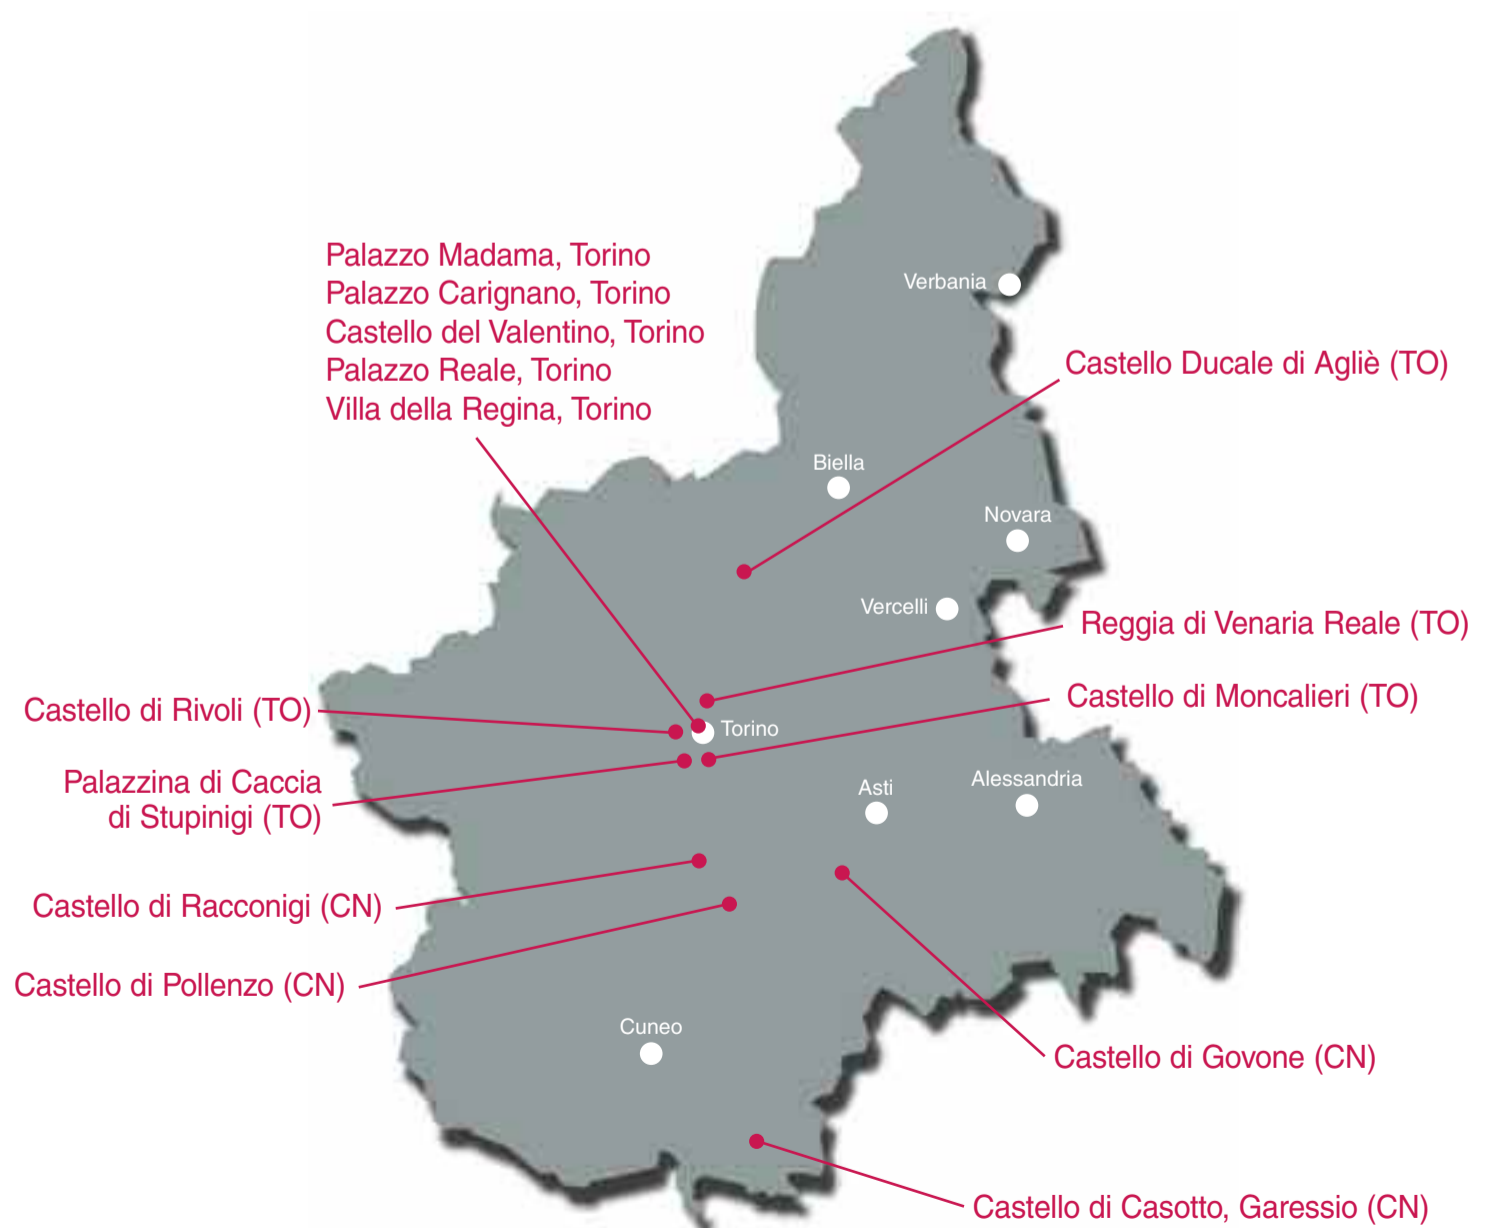 Palazzo Madama, Torino
Palazzo Carignano, Torino
Castello del Valentino, Torino
Palazzo Reale, Torino
Villa della Regina, Torino
Verbania
Castello Ducale di Agliè (TO)
Biella
Novara
Vercelli
Reggia di Venaria Reale (TO)
Castello di Moncalieri (TO)
Castello di Rivoli (TO)
Torino
Palazzina di Caccia
di Stupinigi (TO)
Asti
Alessandria
Castello di Racconigi (CN)
Castello di Pollenzo (CN)
Cuneo
Castello di Govone (CN)
Castello di Casotto, Garessio (CN)